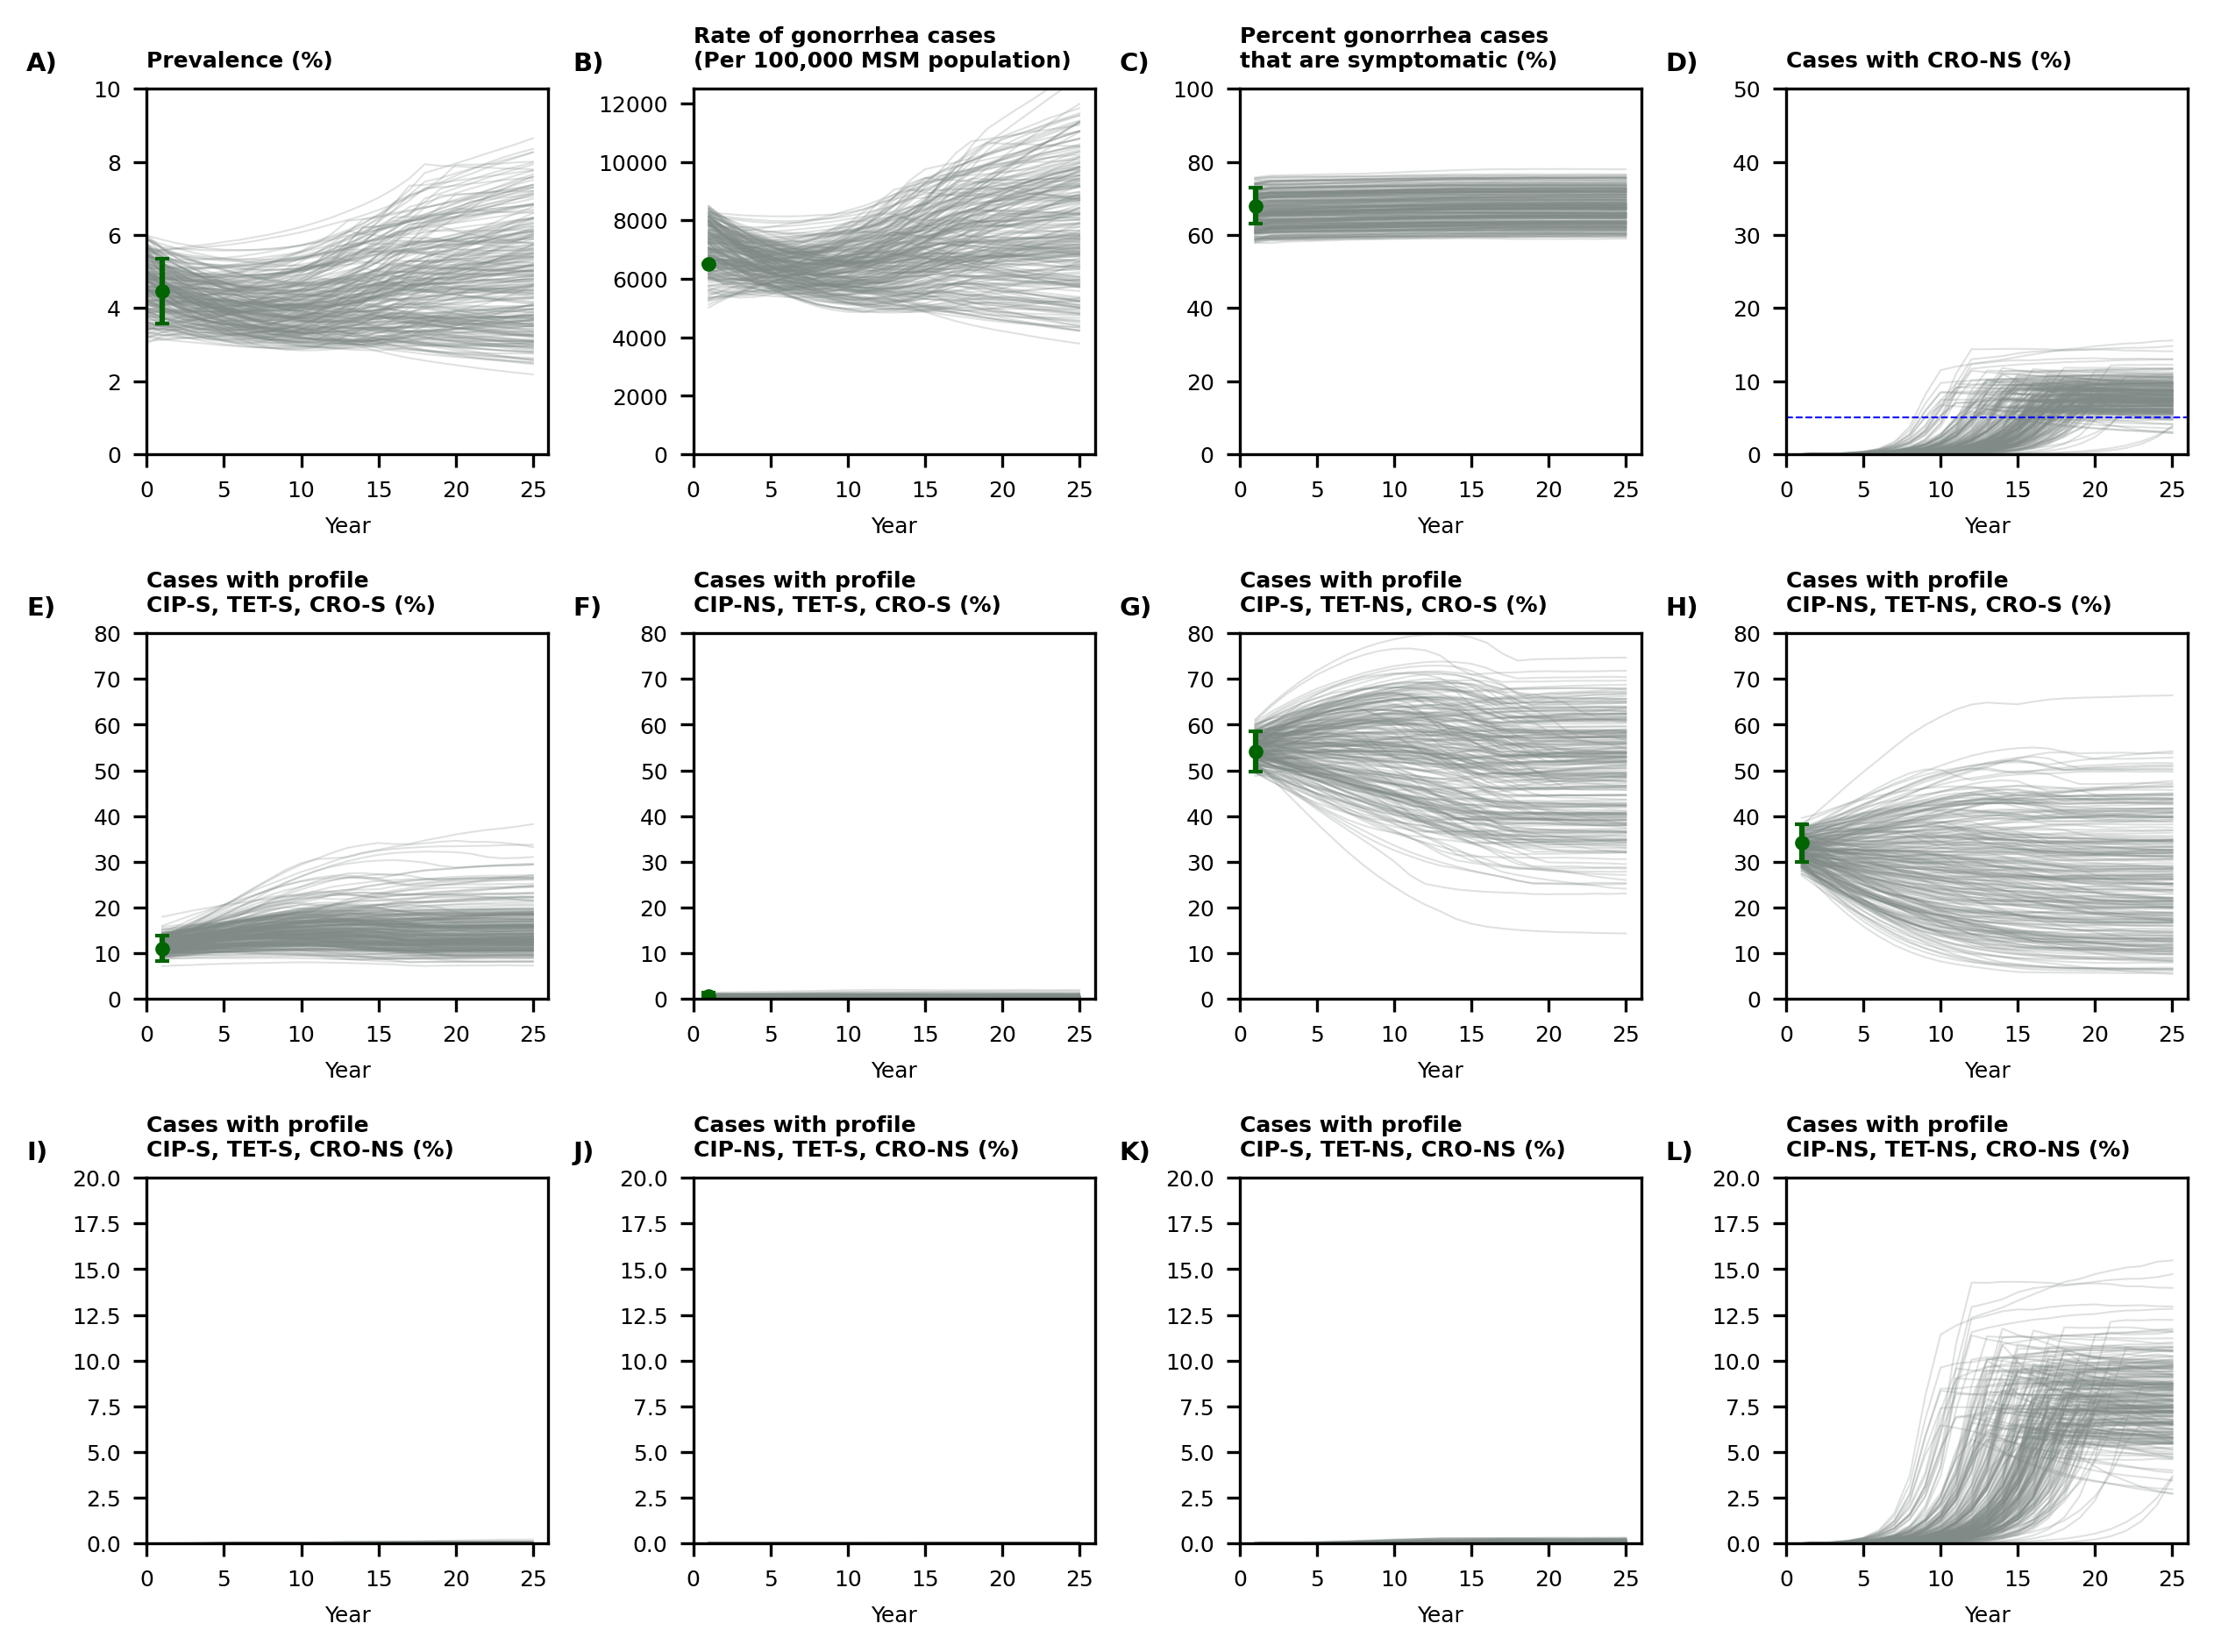 A)
Prevalence (%)
10
8
6
4
2
0
0 5 10 15 20 25
Year
B)
Rate of gonorrhea cases
(Per 100,000 MSM population)
12000
10000
8000
6000
4000
2000
0
0 5 10 15 20 25
Year
C)
Percent gonorrhea cases
that are symptomatic (%)
100
80
60
40
20
0
0 5 10 15 20 25
Year
D)
Cases with CRO-NS (%)
50
40
30
20
10
0
0 5 10 15 20 25
Year
E)
Cases with profile
CIP-S, TET-S, CRO-S (%)
80
70
60
50
40
30
20
10
0
0 5 10 15 20 25
Year
F)
Cases with profile
CIP-NS, TET-S, CRO-S (%)
80
70
60
50
40
30
20
10
0
0 5 10 15 20 25
Year
G)
Cases with profile
CIP-S, TET-NS, CRO-S (%)
80
70
60
50
40
30
20
10
0
0 5 10 15 20 25
Year
H)
Cases with profile
CIP-NS, TET-NS, CRO-S (%)
80
70
60
50
40
30
20
10
0
0 5 10 15 20 25
Year
I)
Cases with profile
CIP-S, TET-S, CRO-NS (%)
20.0
17.5
15.0
12.5
10.0
7.5
5.0
2.5
0.0
0 5 10 15 20 25
Year
J)
Cases with profile
CIP-NS, TET-S, CRO-NS (%)
20.0
17.5
15.0
12.5
10.0
7.5
5.0
2.5
0.0
0 5 10 15 20 25
Year
K)
Cases with profile
CIP-S, TET-NS, CRO-NS (%)
20.0
17.5
15.0
12.5
10.0
7.5
5.0
2.5
0.0
0 5 10 15 20 25
Year
L)
Cases with profile
CIP-NS, TET-NS, CRO-NS (%)
20.0
17.5
15.0
12.5
10.0
7.5
5.0
2.5
0.0
0 5 10 15 20 25
Year